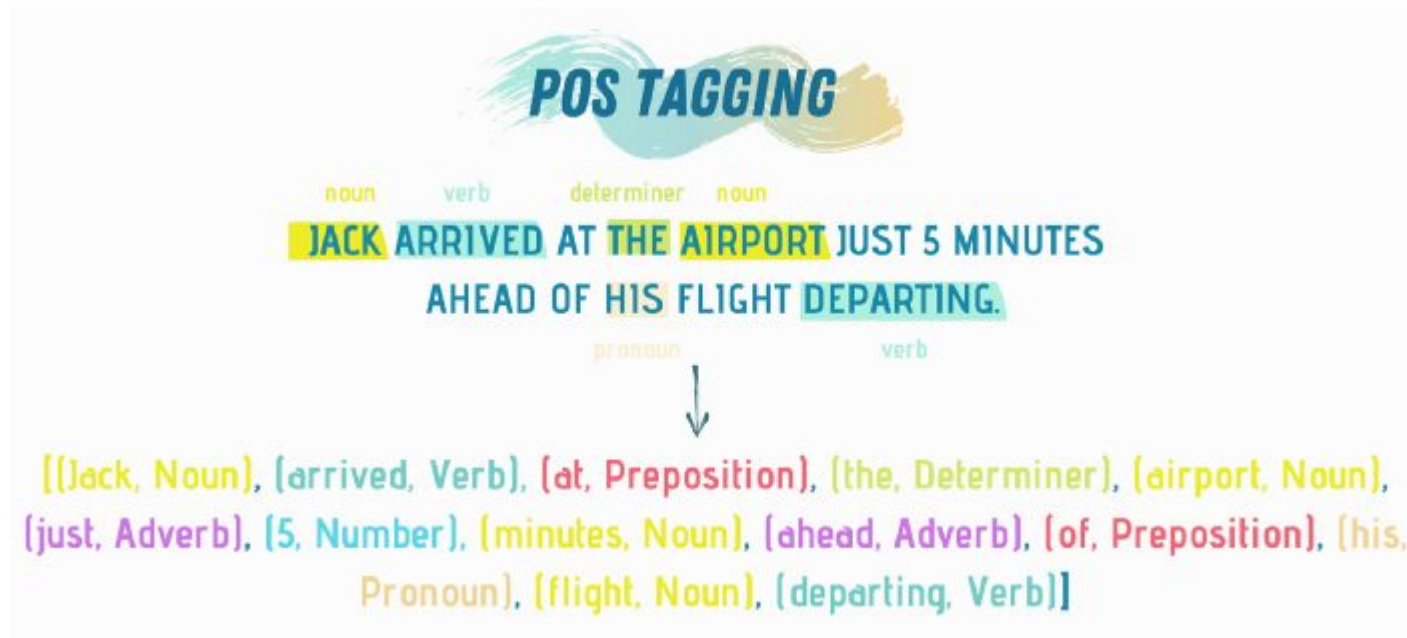 POS TAGGING
noun verb determiner noun
JACK ARRIVED AT THE AIRPORT JUST 5 MINUTES
AHEAD OF HIS FLIGHT DEPARTING.
pronoun verb
[(Jack, Noun), (arrived, Verb), (at, Preposition), (the, Determiner), (airport, Noun),
(just, Adverb), (5, Number), (minutes, Noun), (ahead, Adverb), (of, Preposition), (his,
Pronoun), (flight, Noun), (departing, Verb)]